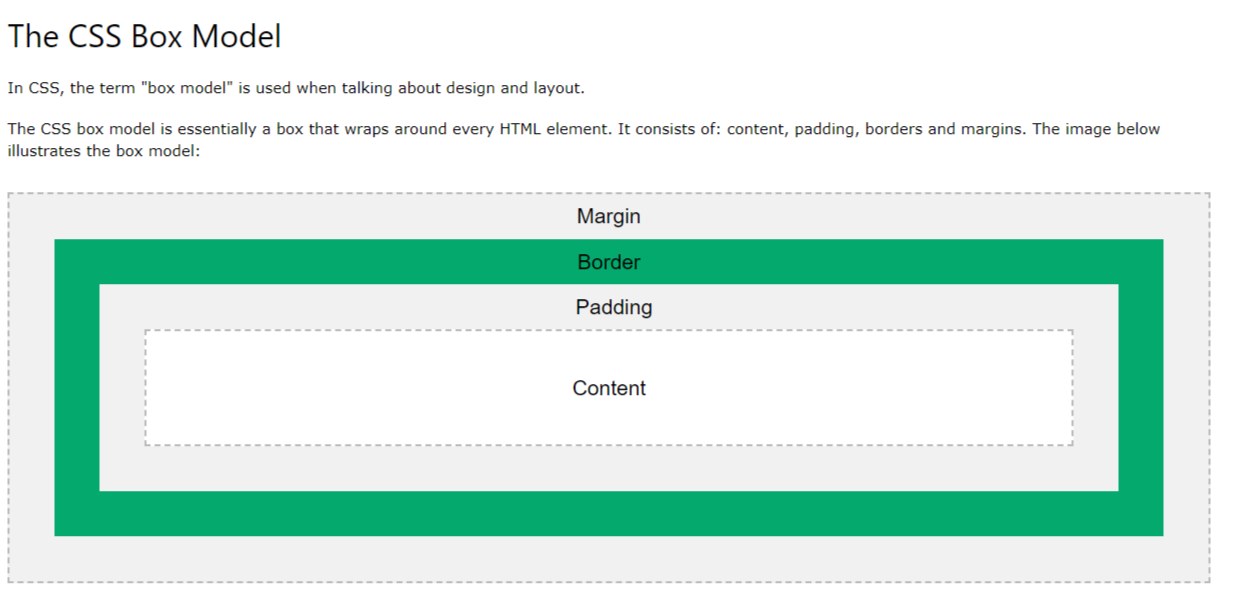 The CSS Box Model
In CSS, the term "box model" is used when talking about design and layout.
The CSS box model is essentially a box that wraps around every HTML element. It consists of: content, padding, borders and margins. The image below
illustrates the box model:
Margin
Border
Padding
Content